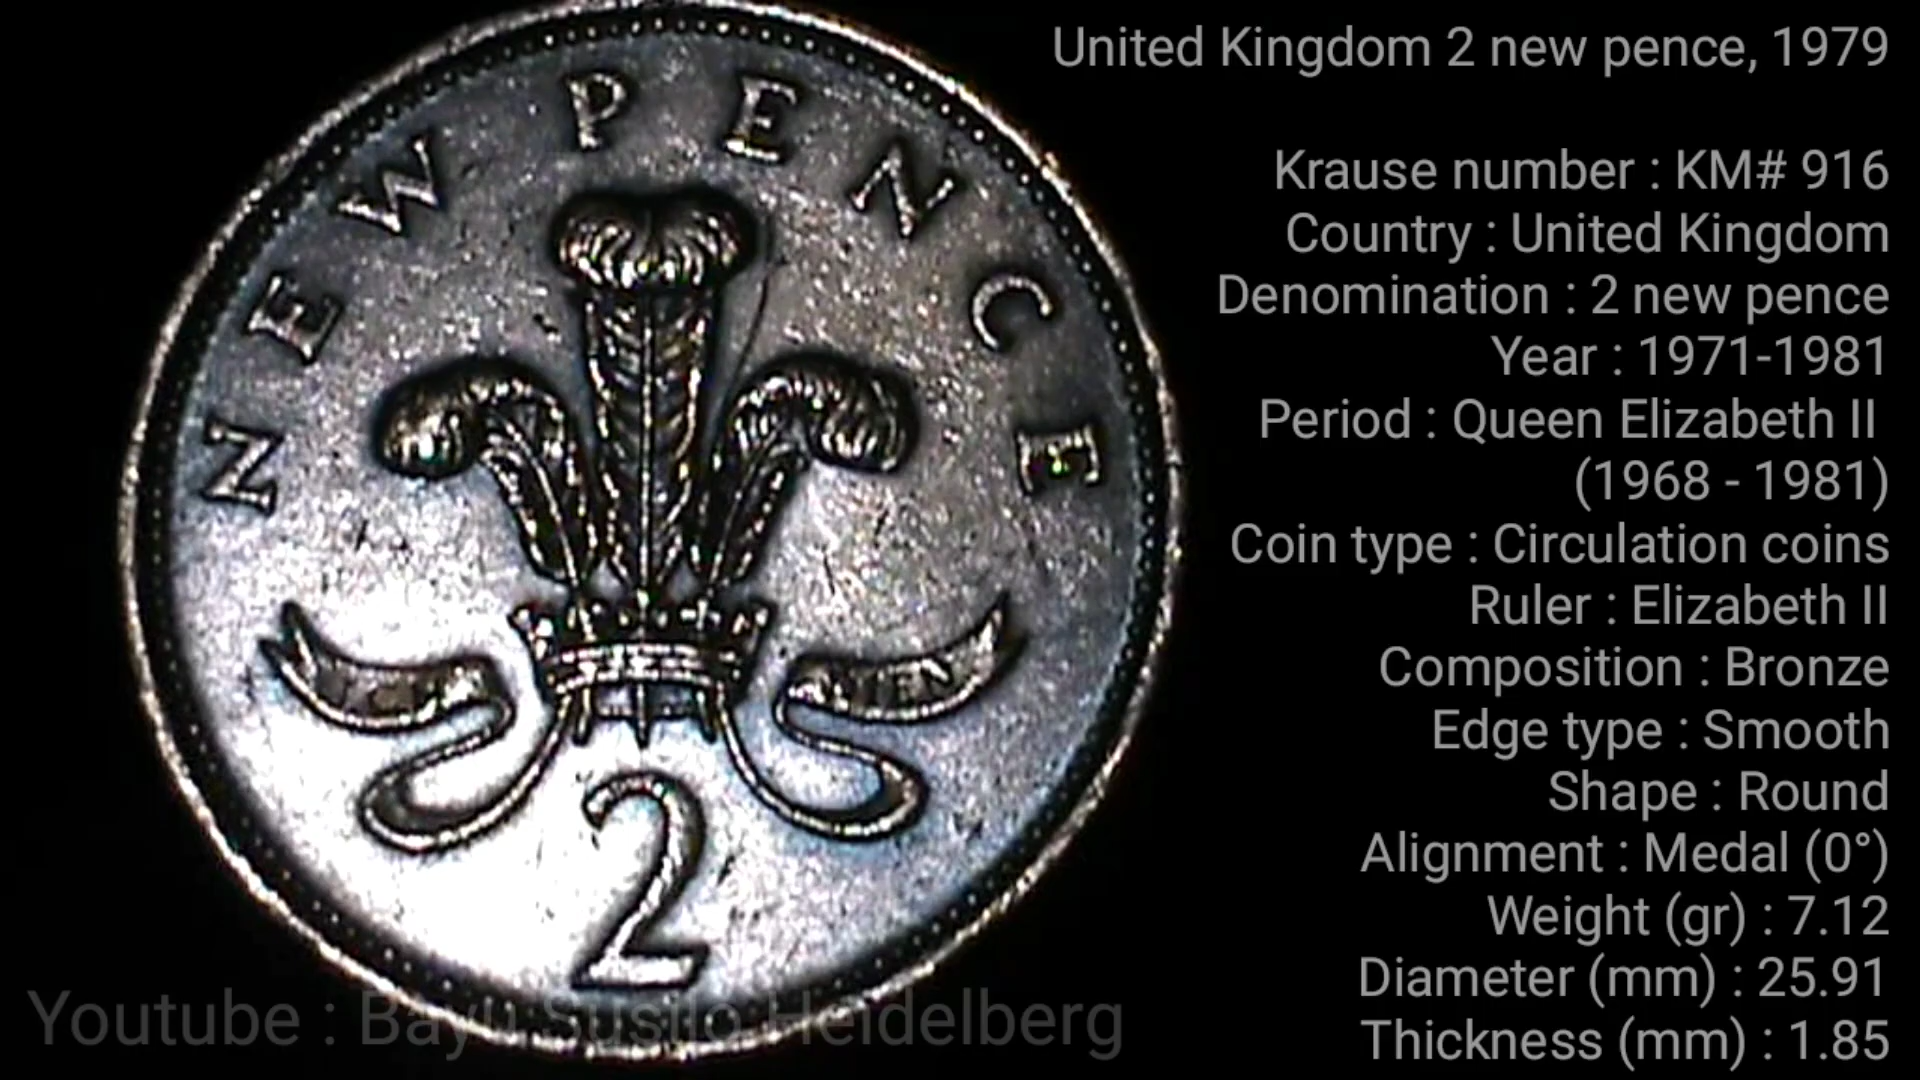 NEW PENCE
2
United Kingdom 2 new pence, 1979
Krause number : KM# 916
Country : United Kingdom
Denomination : 2 new pence
Year : 1971-1981
Period : Queen Elizabeth II
(1968 - 1981)
Coin type : Circulation coins
Ruler : Elizabeth II
Composition : Bronze
Edge type : Smooth
Shape : Round
Alignment : Medal (0°)
Weight (gr) : 7.12
Diameter (mm) : 25.91
Thickness (mm) : 1.85
Youtube : Bayu Susilo Heidelberg